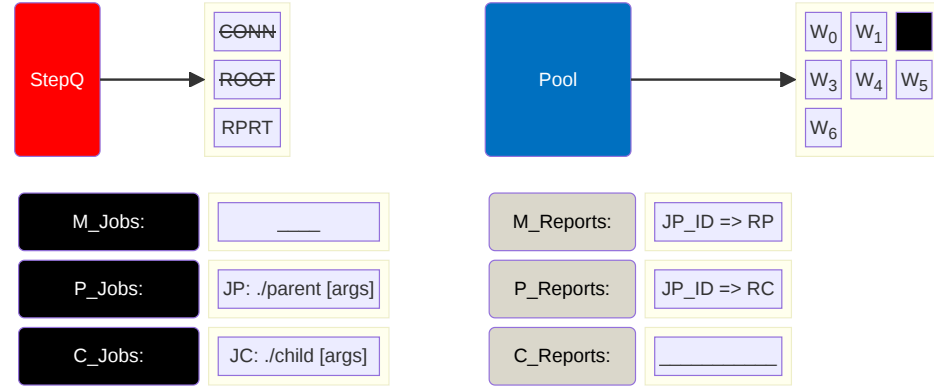 StepQ
CONN
ROOT
RPRT
Pool
W0 W1
W3 W4 W5
W6
M_Jobs: ____
P_Jobs: JP: ./parent [args]
C_Jobs: JC: ./child [args]
M_Reports: JP_ID => RP
P_Reports: JP_ID => RC
C_Reports: ___________